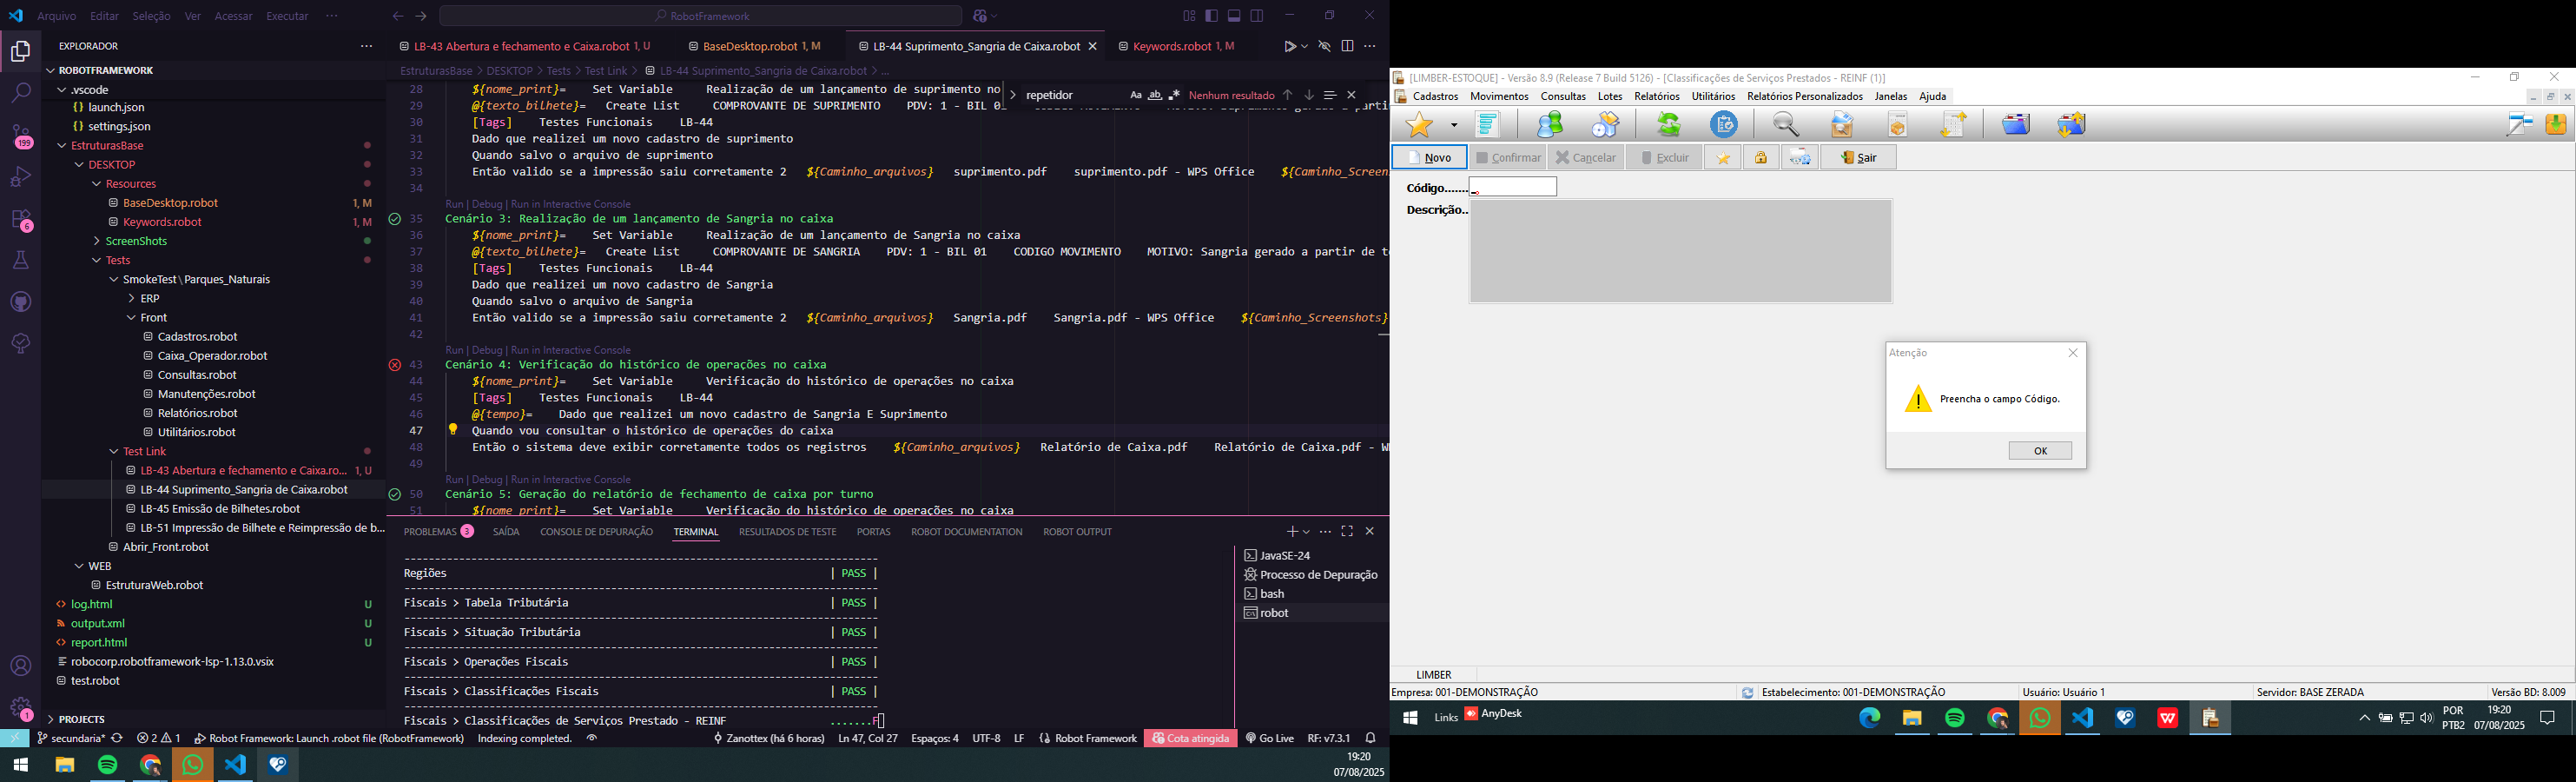 Arquivo Editar Seleção Ver Acessar Executar ···
RobotFramework
EXPLORADOR
ROBOTFRAMEWORK
.vscode
launch.json
settings.json
EstruturasBase
DESKTOP
Resources
BaseDesktop.robot 1, M
Keywords.robot 1, M
ScreenShots
Tests
SmokeTest\Parques_Naturais
ERP
Front
Cadastros.robot
Caixa_Operador.robot
Consultas.robot
Manutenções.robot
Relatórios.robot
Utilitários.robot
Test Link
LB-43 Abertura e fechamento e Caixa.ro... 1, U
LB-44 Suprimento_Sangria de Caixa.robot
LB-45 Emissão de Bilhetes.robot
LB-51 Impressão de Bilhete e Reimpressão de b...
Abrir_Front.robot
WEB
EstruturaWeb.robot
log.html U
output.xml U
report.html U
robocorp.robotframework-lsp-1.13.0.vsix
test.robot
PROJECTS
199
6
1
LB-43 Abertura e fechamento e Caixa.robot 1, U
BaseDesktop.robot 1, M
LB-44 Suprimento_Sangria de Caixa.robot
Keywords.robot 1, M
EstruturasBase > DESKTOP > Tests > Test Link > LB-44 Suprimento_Sangria de Caixa.robot > ...
repetidor Aa ab .* Nenhum resultado
28 ${nome_print}= Set Variable Realização de um lançamento de suprimento no
29 @{texto_bilhete}= Create List COMPROVANTE DE SUPRIMENTO PDV: 1 - BIL 01
30 [Tags] Testes Funcionais LB-44
31 Dado que realizei um novo cadastro de suprimento
32 Quando salvo o arquivo de suprimento
33 Então valido se a impressão saiu corretamente 2 ${Caminho_arquivos} suprimento.pdf suprimento.pdf - WPS Office ${Caminho_Screens
34
Run | Debug | Run in Interactive Console
35 Cenário 3: Realização de um lançamento de Sangria no caixa
36 ${nome_print}= Set Variable Realização de um lançamento de Sangria no caixa
37 @{texto_bilhete}= Create List COMPROVANTE DE SANGRIA PDV: 1 - BIL 01 CODIGO MOVIMENTO MOTIVO: Sangria gerado a partir de t
38 [Tags] Testes Funcionais LB-44
39 Dado que realizei um novo cadastro de Sangria
40 Quando salvo o arquivo de Sangria
41 Então valido se a impressão saiu corretamente 2 ${Caminho_arquivos} Sangria.pdf Sangria.pdf - WPS Office ${Caminho_Screenshots}
42
Run | Debug | Run in Interactive Console
43 Cenário 4: Verificação do histórico de operações no caixa
44 ${nome_print}= Set Variable Verificação do histórico de operações no caixa
45 [Tags] Testes Funcionais LB-44
46 @{tempo}= Dado que realizei um novo cadastro de Sangria E Suprimento
47 Quando vou consultar o histórico de operações do caixa
48 Então o sistema deve exibir corretamente todos os registros ${Caminho_arquivos} Relatório de Caixa.pdf Relatório de Caixa.pdf - W
49
Run | Debug | Run in Interactive Console
50 Cenário 5: Geração do relatório de fechamento de caixa por turno
51 ${nome_print}= Set Variable Verificação do histórico de operações no caixa
PROBLEMAS 3 SAÍDA CONSOLE DE DEPURAÇÃO TERMINAL RESULTADOS DE TESTE PORTAS ROBOT DOCUMENTATION ROBOT OUTPUT
Regiões | PASS |
Fiscais > Tabela Tributária | PASS |
Fiscais > Situação Tributária | PASS |
Fiscais > Operações Fiscais | PASS |
Fiscais > Classificações Fiscais | PASS |
Fiscais > Classificações de Serviços Prestado - REINF .......F
JavaSE-24
Processo de Depuração
bash
robot
secundaria* 2 1 Robot Framework: Launch .robot file (RobotFramework) Indexing completed. Zanottex (há 6 horas) Ln 47, Col 27 Espaços: 4 UTF-8 LF Robot Framework Cota atingida Go Live RF: v7.3.1
19:20
07/08/2025
[LIMBER-ESTOQUE] - Versão 8.9 (Release 7 Build 5126) - [Classificações de Serviços Prestados - REINF (1)]
Cadastros Movimentos Consultas Lotes Relatórios Utilitários Relatórios Personalizados Janelas Ajuda
Novo Confirmar Cancelar Excluir Sair
Código.......
Descrição..
Atenção
Preencha o campo Código.
OK
LIMBER
Empresa: 001-DEMONSTRAÇÃO Estabelecimento: 001-DEMONSTRAÇÃO Usuário: Usuário 1 Servidor: BASE ZERADA Versão BD: 8.009
Links AnyDesk
POR
PTB2
19:20
07/08/2025